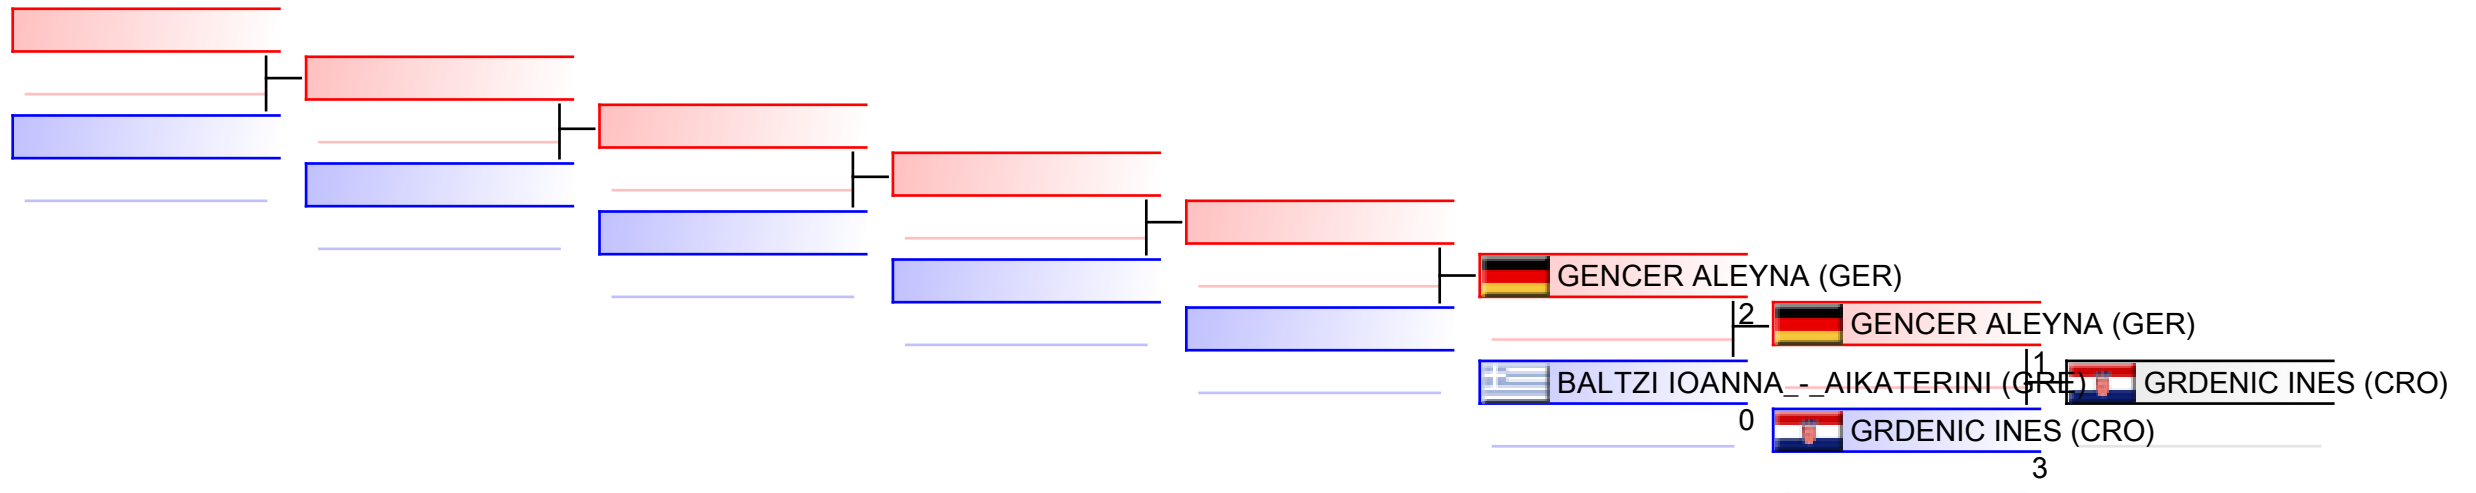 GENCER ALEYNA (GER)
2
GENCER ALEYNA (GER)
BALTZI IOANNA_-_AIKATERINI (GRE)
1
GRDENIC INES (CRO)
0
GRDENIC INES (CRO)
3